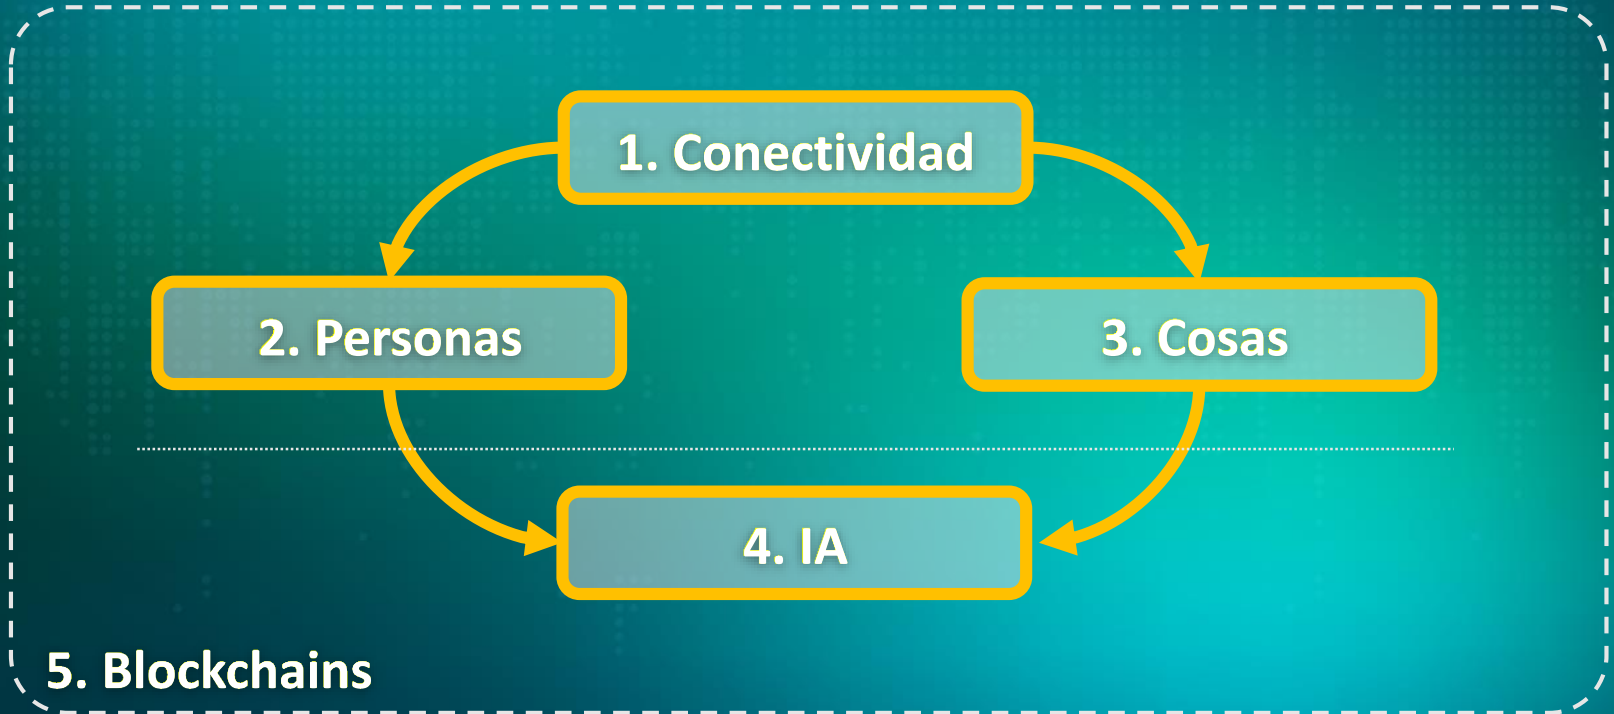 1. Conectividad
2. Personas
3. Cosas
4. IA
5. Blockchains